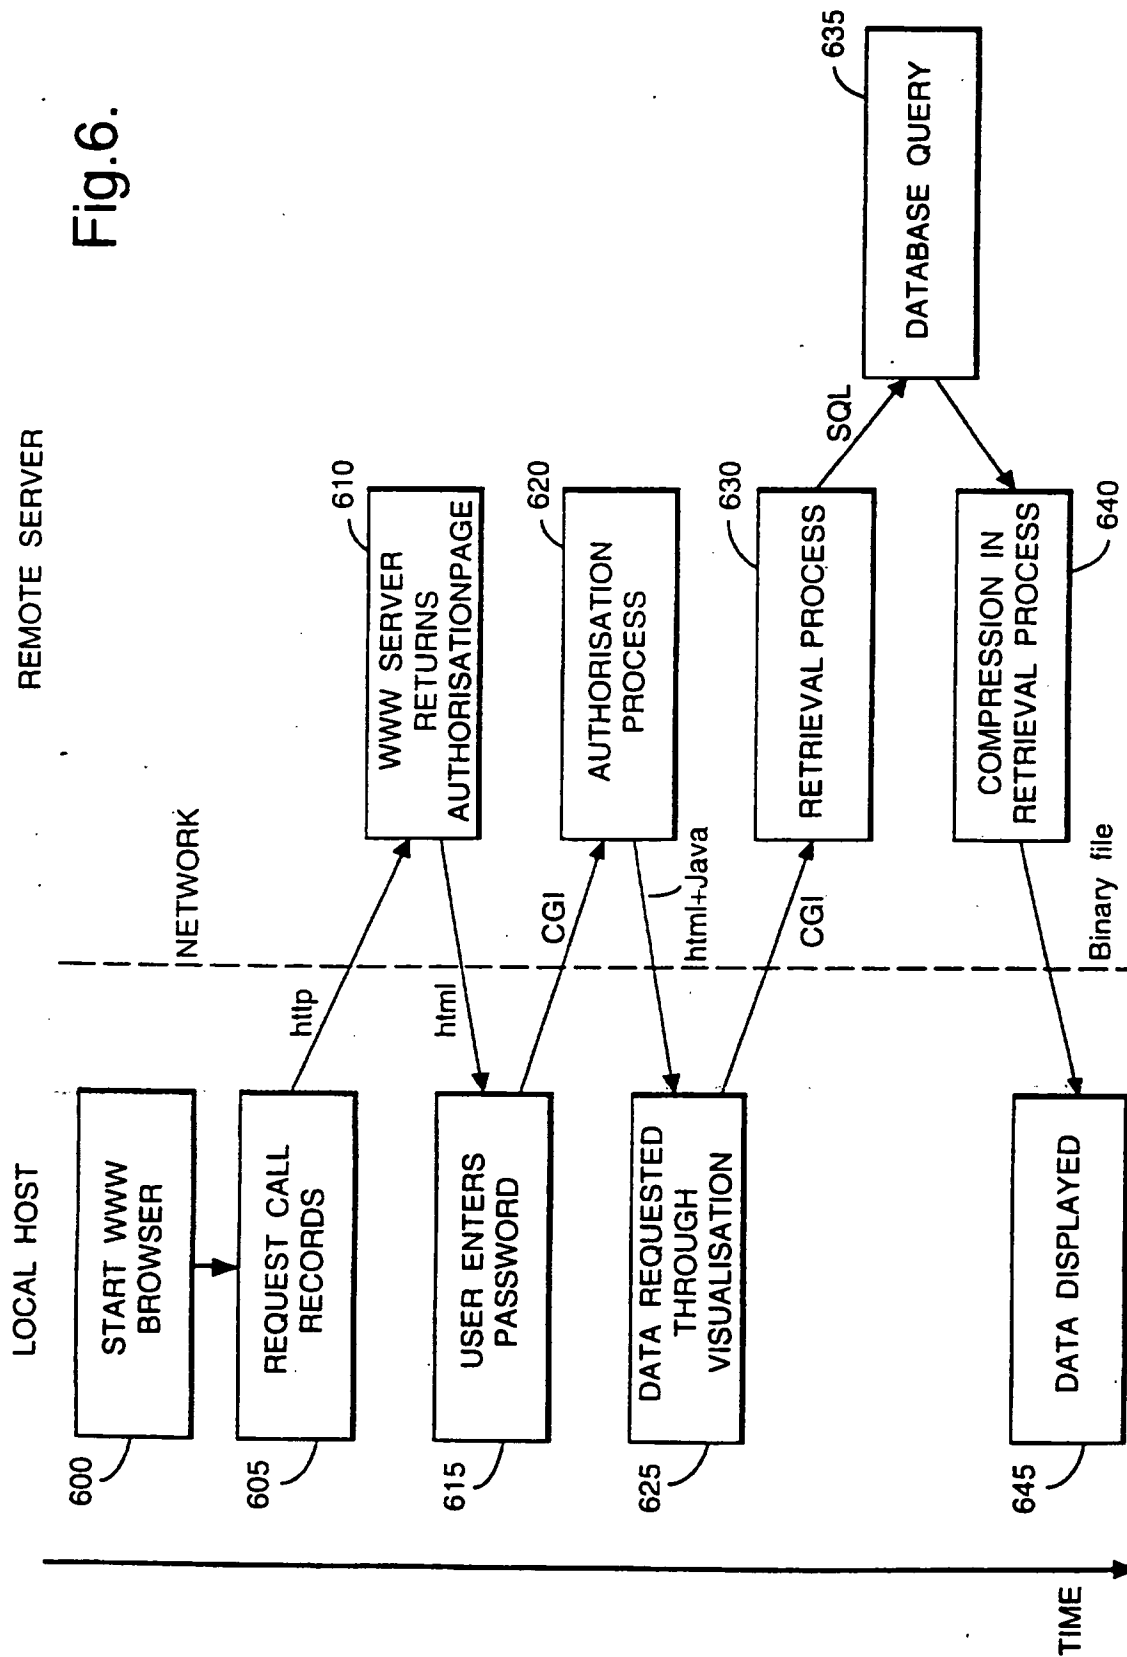 Fig.6.
LOCAL HOST
REMOTE SERVER
NETWORK
600
START WWW
BROWSER
605
REQUEST CALL
RECORDS
http
610
WWW SERVER
RETURNS
AUTHORISATIONPAGE
html
615
USER ENTERS
PASSWORD
CGI
620
AUTHORISATION
PROCESS
html+Java
625
DATA REQUESTED
THROUGH
VISUALISATION
CGI
630
RETRIEVAL PROCESS
SQL
635
DATABASE QUERY
640
COMPRESSION IN
RETRIEVAL PROCESS
Binary file
645
DATA DISPLAYED
TIME